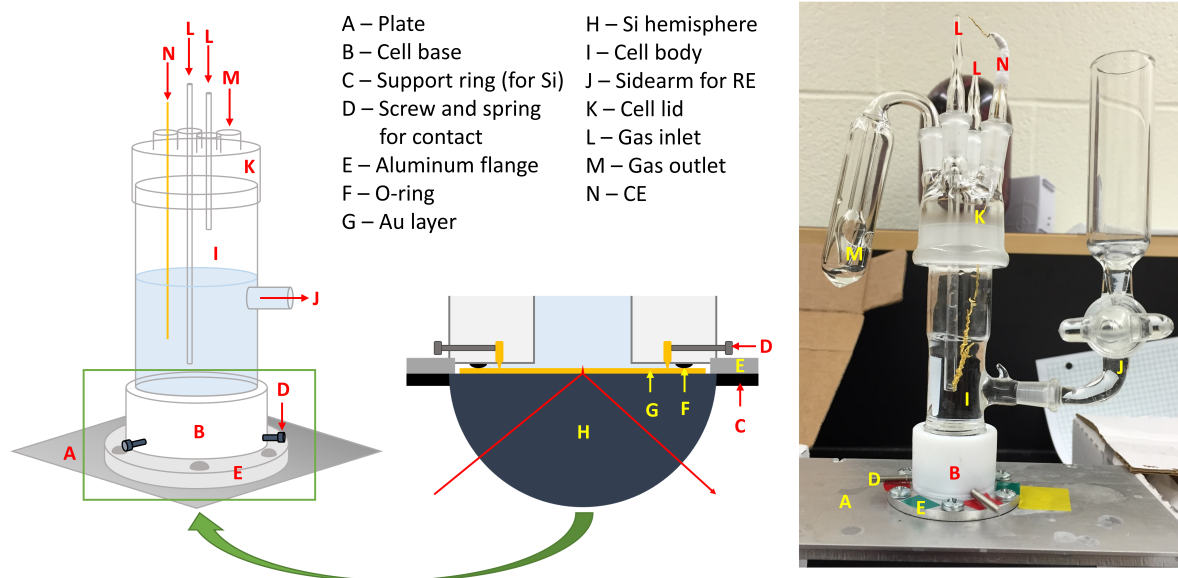 A – Plate
B – Cell base
C – Support ring (for Si)
D – Screw and spring
for contact
E – Aluminum flange
F – O-ring
G – Au layer
H – Si hemisphere
I – Cell body
J – Sidearm for RE
K – Cell lid
L – Gas inlet
M – Gas outlet
N – CE
L
L
N
M
K
I
J
D
B
A
E
D
E
G
F
C
H
L
L
N
K
M
J
I
B
D
A
E